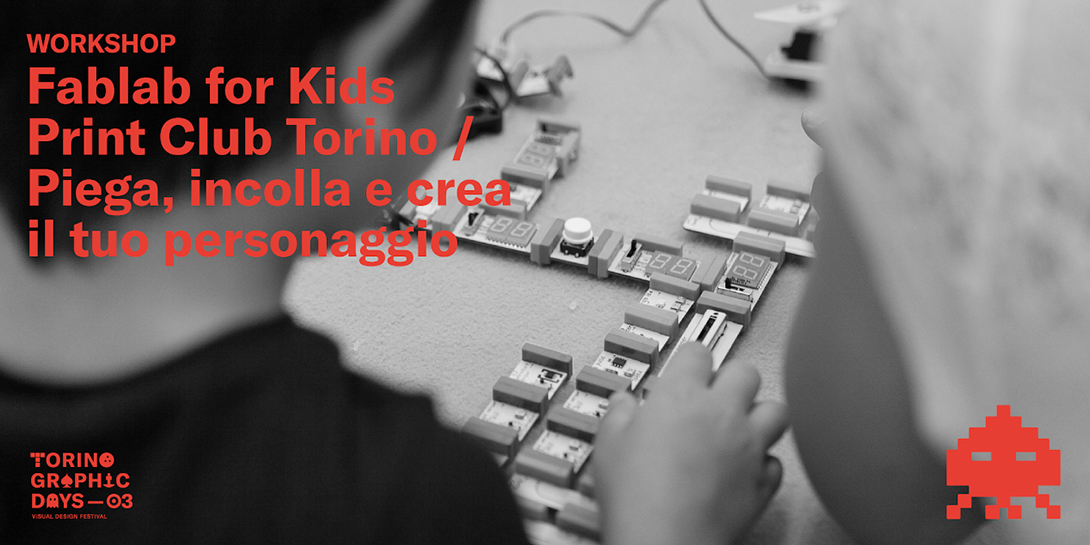 WORKSHOP
Fablab for Kids
Print Club Torino /
Piega, incolla e crea
il tuo personaggio
TORINO
GRAPHIC
DAYS—03
VISUAL DESIGN FESTIVAL